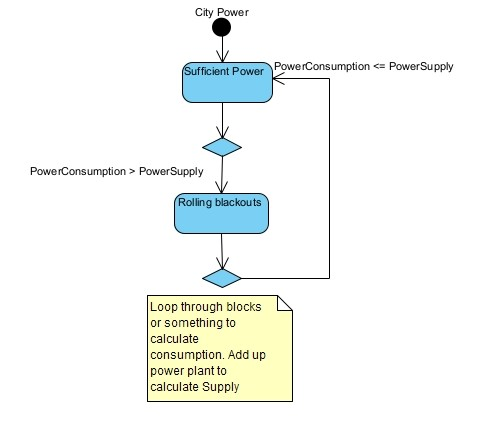 City Power
Sufficient Power
PowerConsumption <= PowerSupply
PowerConsumption > PowerSupply
Rolling blackouts
Loop through blocks
or something to
calculate
consumption. Add up
power plant to
calculate Supply